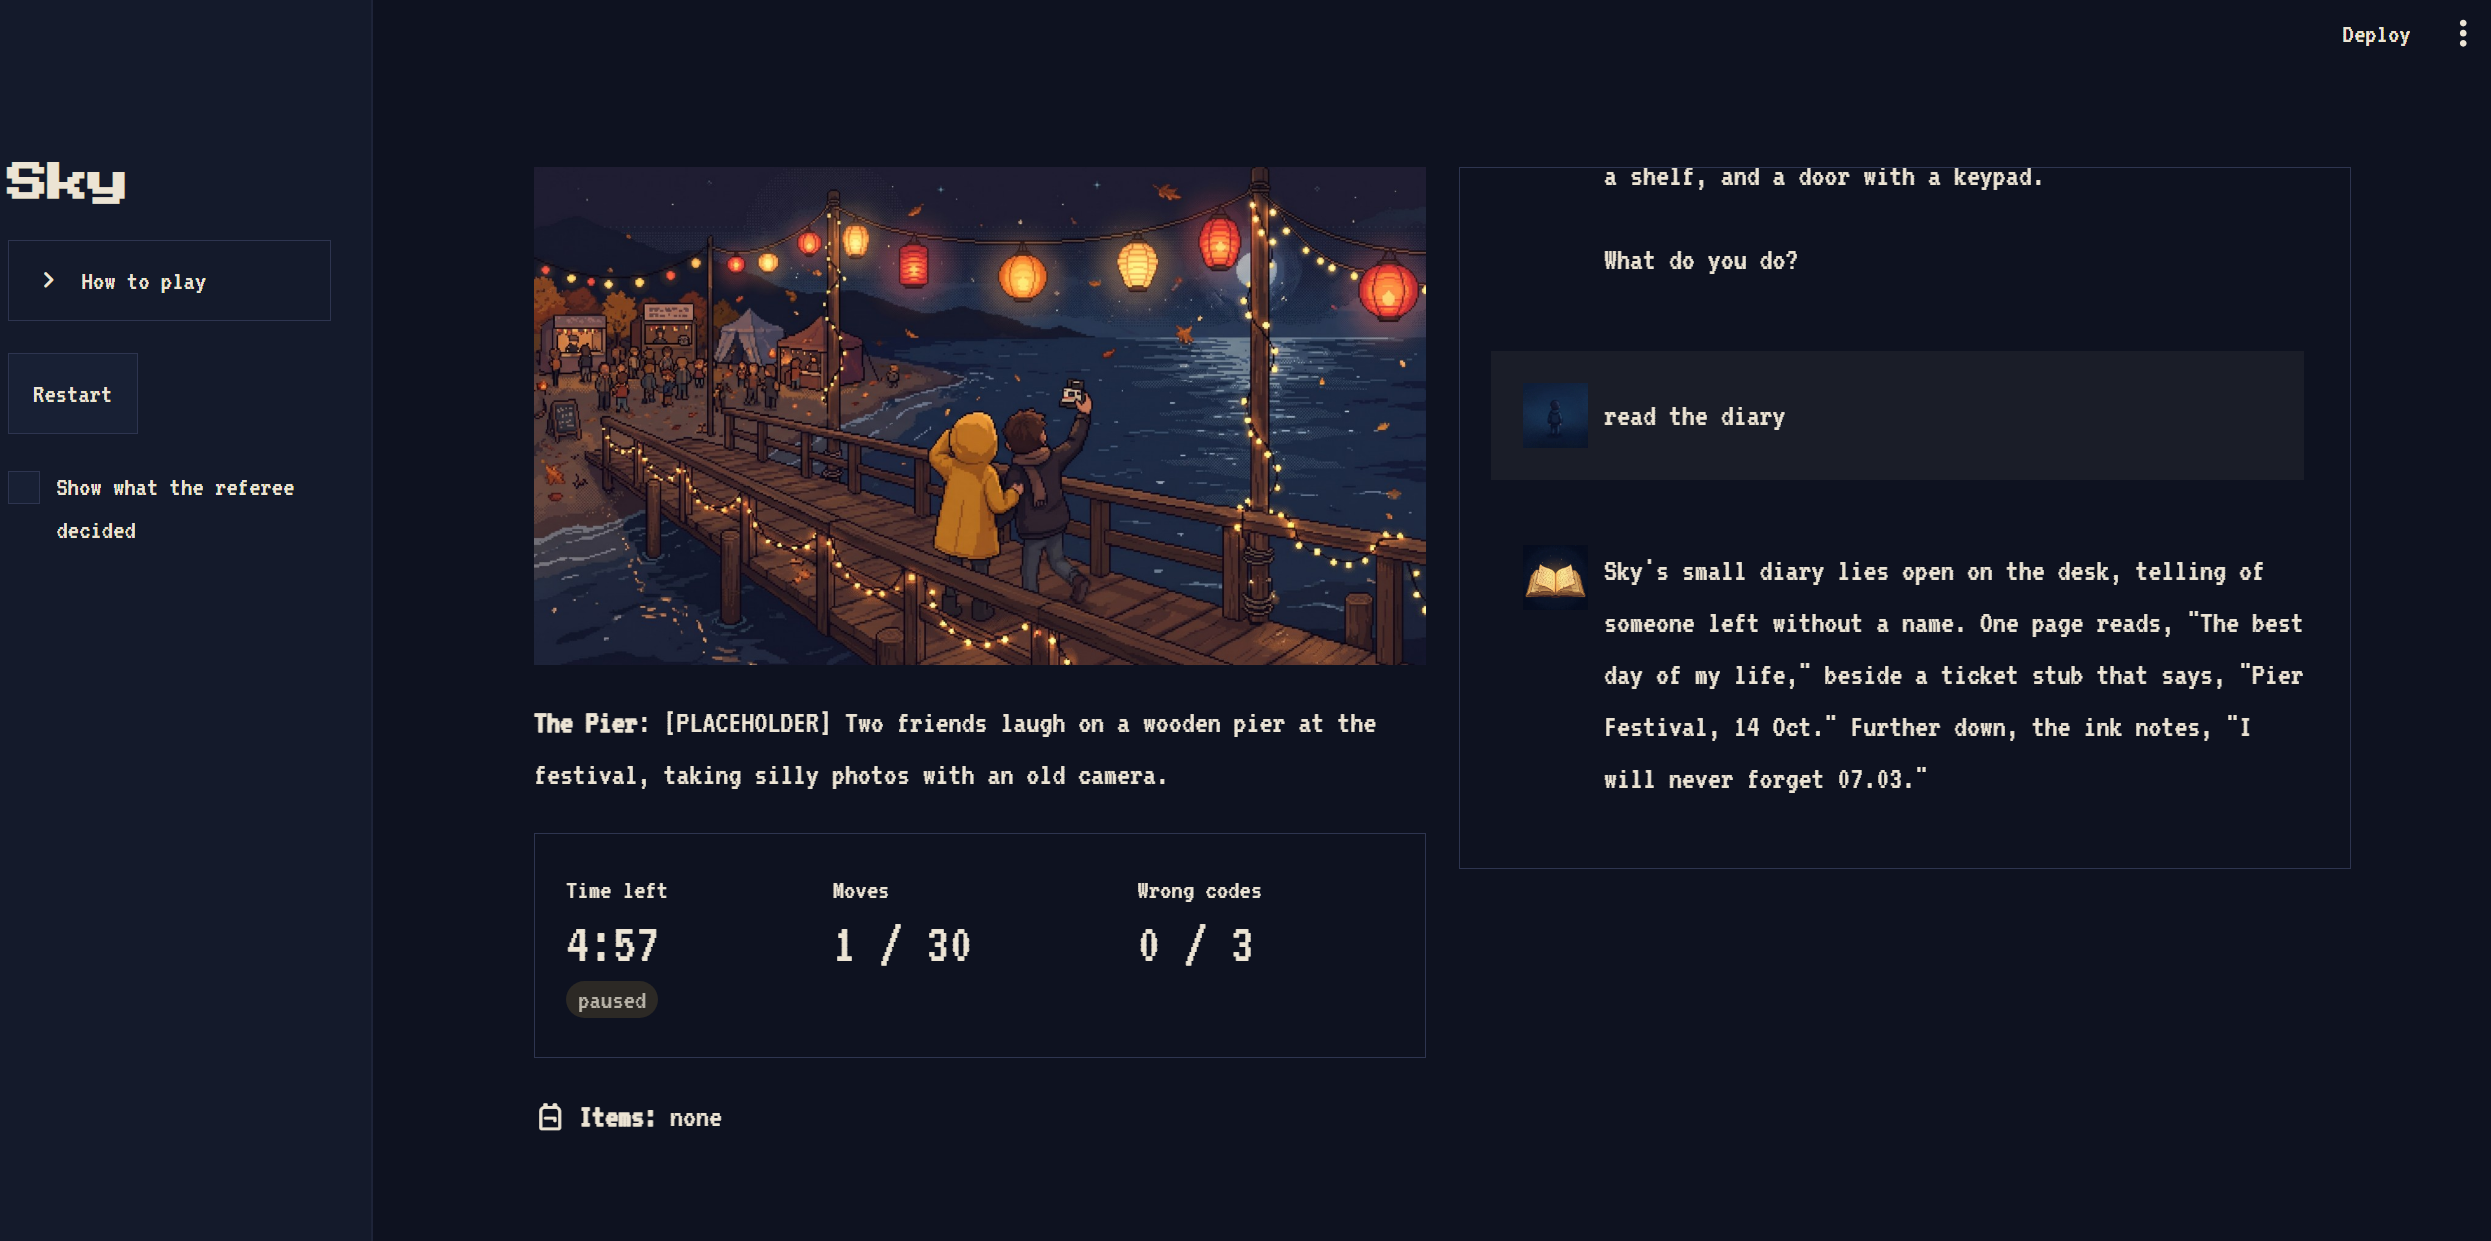 Deploy
Sky
How to play
Restart
Show what the referee
decided
The Pier: [PLACEHOLDER] Two friends laugh on a wooden pier at the
festival, taking silly photos with an old camera.
Time left
Moves
Wrong codes
4:57
1 / 30
0 / 3
paused
Items: none
a shelf, and a door with a keypad.
What do you do?
read the diary
Sky's small diary lies open on the desk, telling of
someone left without a name. One page reads, "The best
day of my life," beside a ticket stub that says, "Pier
Festival, 14 Oct." Further down, the ink notes, "I
will never forget 07.03."